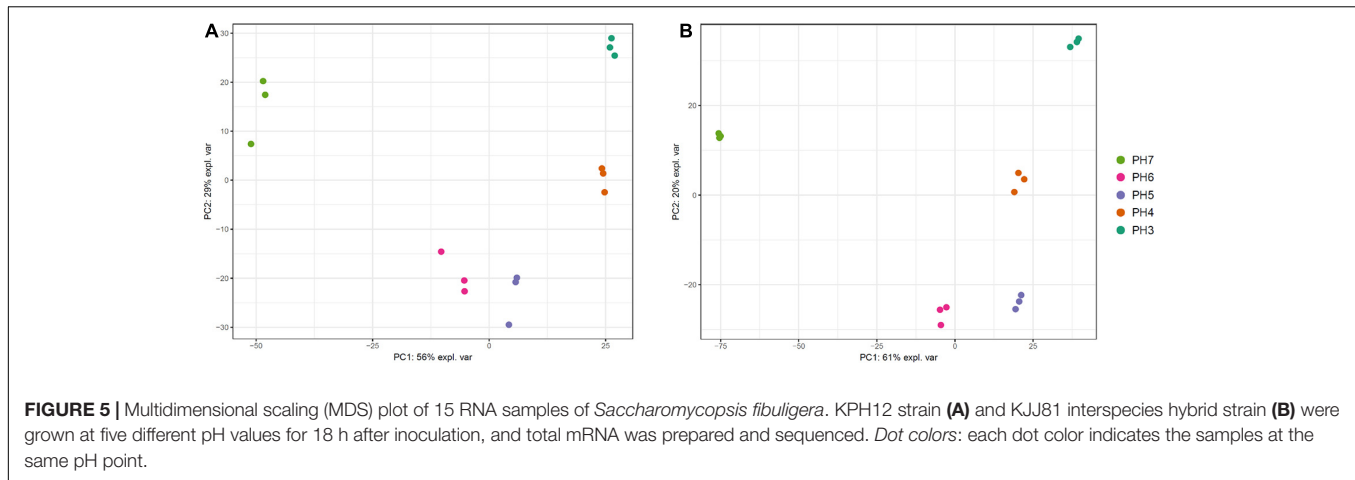 A
B
30
20
10
0
−10
−20
−30
PC2: 29% expl. var
−50
−25
0
25
PC1: 56% expl. var
20
0
−20
PC2: 20% expl. var
−75
−50
−25
0
25
PC1: 61% expl. var
PH7
PH6
PH5
PH4
PH3
FIGURE 5 | Multidimensional scaling (MDS) plot of 15 RNA samples of Saccharomycopsis fibuligera. KPH12 strain (A) and KJJ81 interspecies hybrid strain (B) were
grown at five different pH values for 18 h after inoculation, and total mRNA was prepared and sequenced. Dot colors: each dot color indicates the samples at the
same pH point.